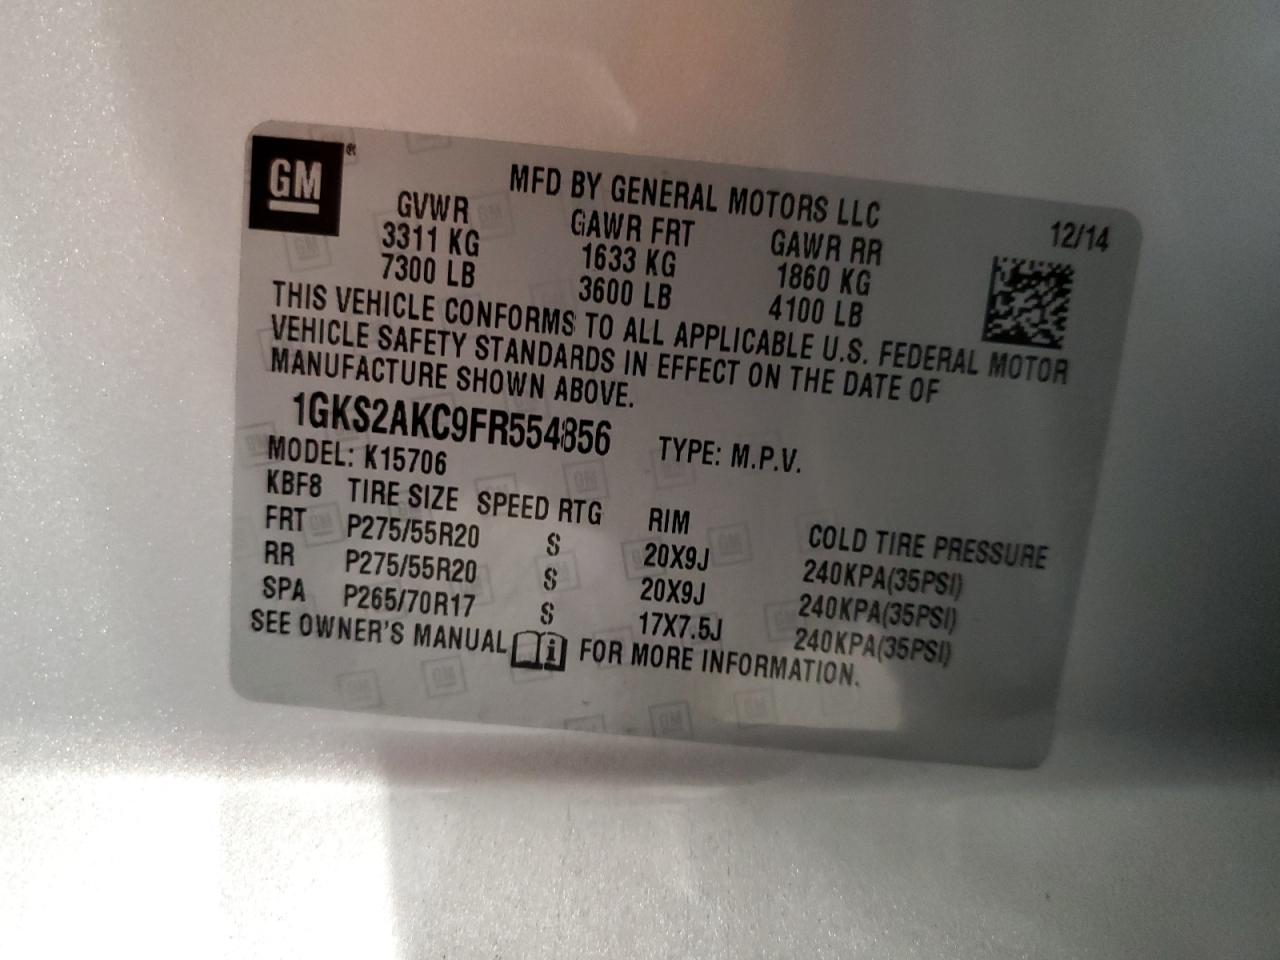 GM®
MFD BY GENERAL MOTORS LLC
12/14
GVWR GAWR FRT GAWR RR
3311 KG 1633 KG 1860 KG
7300 LB 3600 LB 4100 LB
THIS VEHICLE CONFORMS TO ALL APPLICABLE U.S. FEDERAL MOTOR
VEHICLE SAFETY STANDARDS IN EFFECT ON THE DATE OF
MANUFACTURE SHOWN ABOVE.
1GKS2AKC9FR554856 TYPE: M.P.V.
MODEL: K15706
KBF8 TIRE SIZE SPEED RTG RIM COLD TIRE PRESSURE
FRT P275/55R20 S 20X9J 240KPA(35PSI)
RR P275/55R20 S 20X9J 240KPA(35PSI)
SPA P265/70R17 S 17X7.5J 240KPA(35PSI)
SEE OWNER'S MANUAL i FOR MORE INFORMATION.